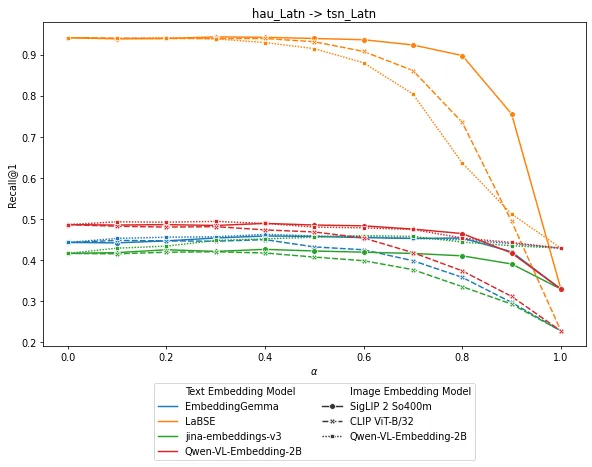 hau_Latn -> tsn_Latn
Recall@1
0.9
0.8
0.7
0.6
0.5
0.4
0.3
0.2
0.0 0.2 0.4 0.6 0.8 1.0
α
Text Embedding Model Image Embedding Model
EmbeddingGemma SigLIP 2 So400m
LaBSE CLIP ViT-B/32
jina-embeddings-v3 Qwen-VL-Embedding-2B
Qwen-VL-Embedding-2B